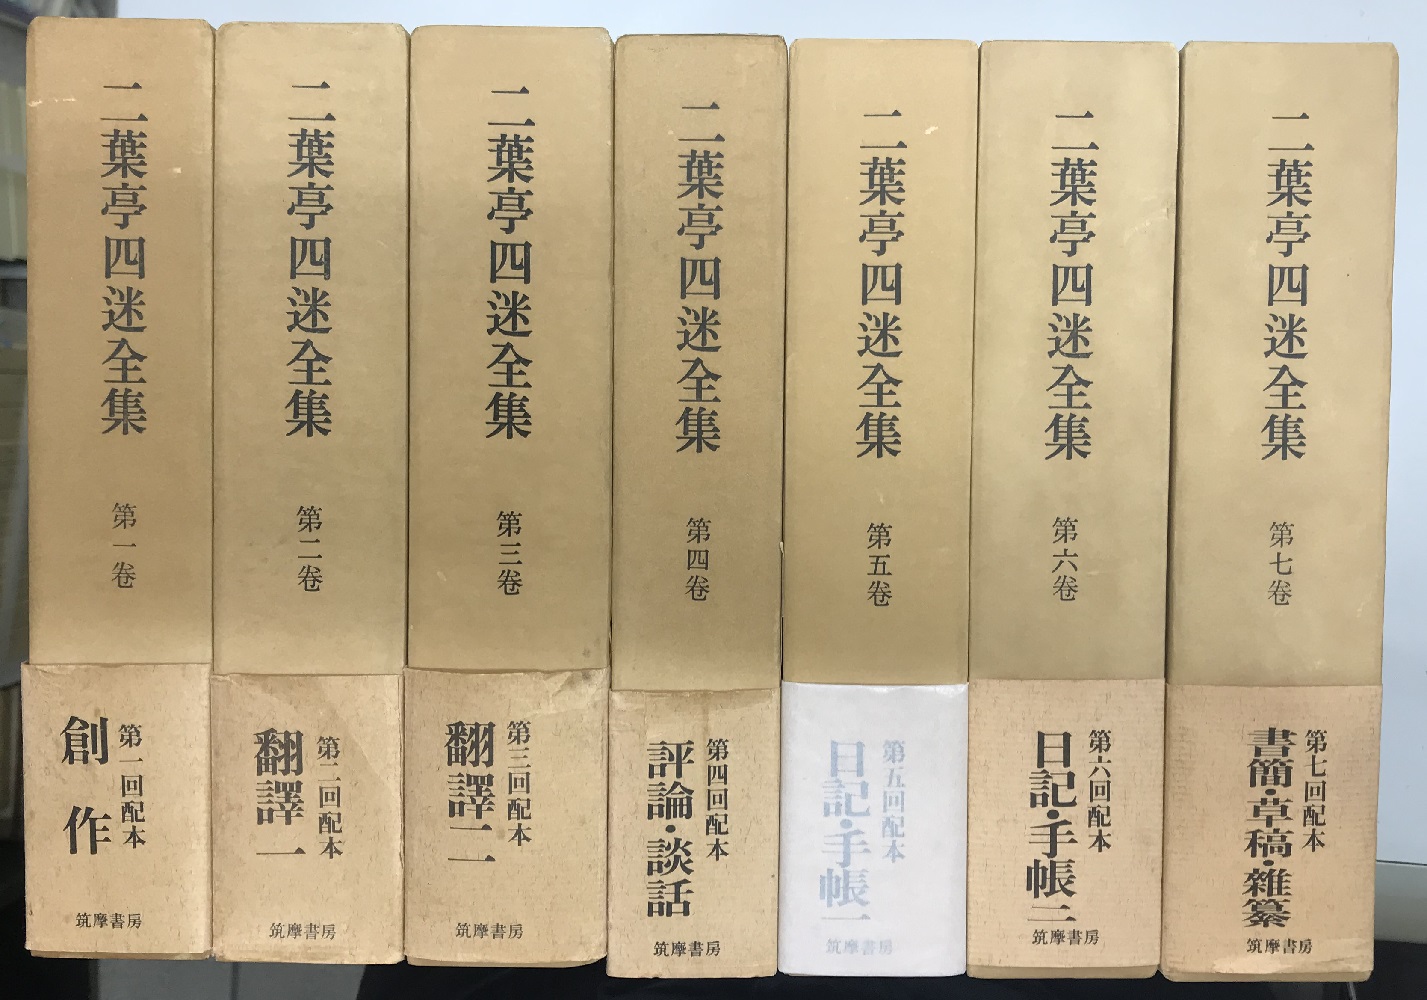 二葉亭四迷全集
第一巻
第一回配本
創作
筑摩書房
二葉亭四迷全集
第二巻
第二回配本
翻譯一
筑摩書房
二葉亭四迷全集
第三巻
第三回配本
翻譯二
筑摩書房
二葉亭四迷全集
第四巻
第四回配本
評論・談話
筑摩書房
二葉亭四迷全集
第五巻
第五回配本
日記・手帳一
筑摩書房
二葉亭四迷全集
第六巻
第六回配本
日記・手帳二
筑摩書房
二葉亭四迷全集
第七巻
第七回配本
書簡・草稿・雜纂
筑摩書房